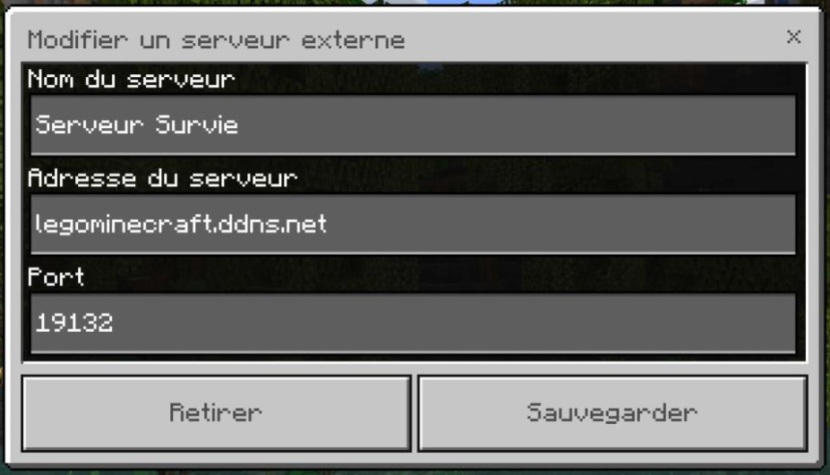 Modifier un serveur externe
Nom du serveur
Serveur Survie
Adresse du serveur
legominecraft.ddns.net
Port
19132
Retirer
Sauvegarder